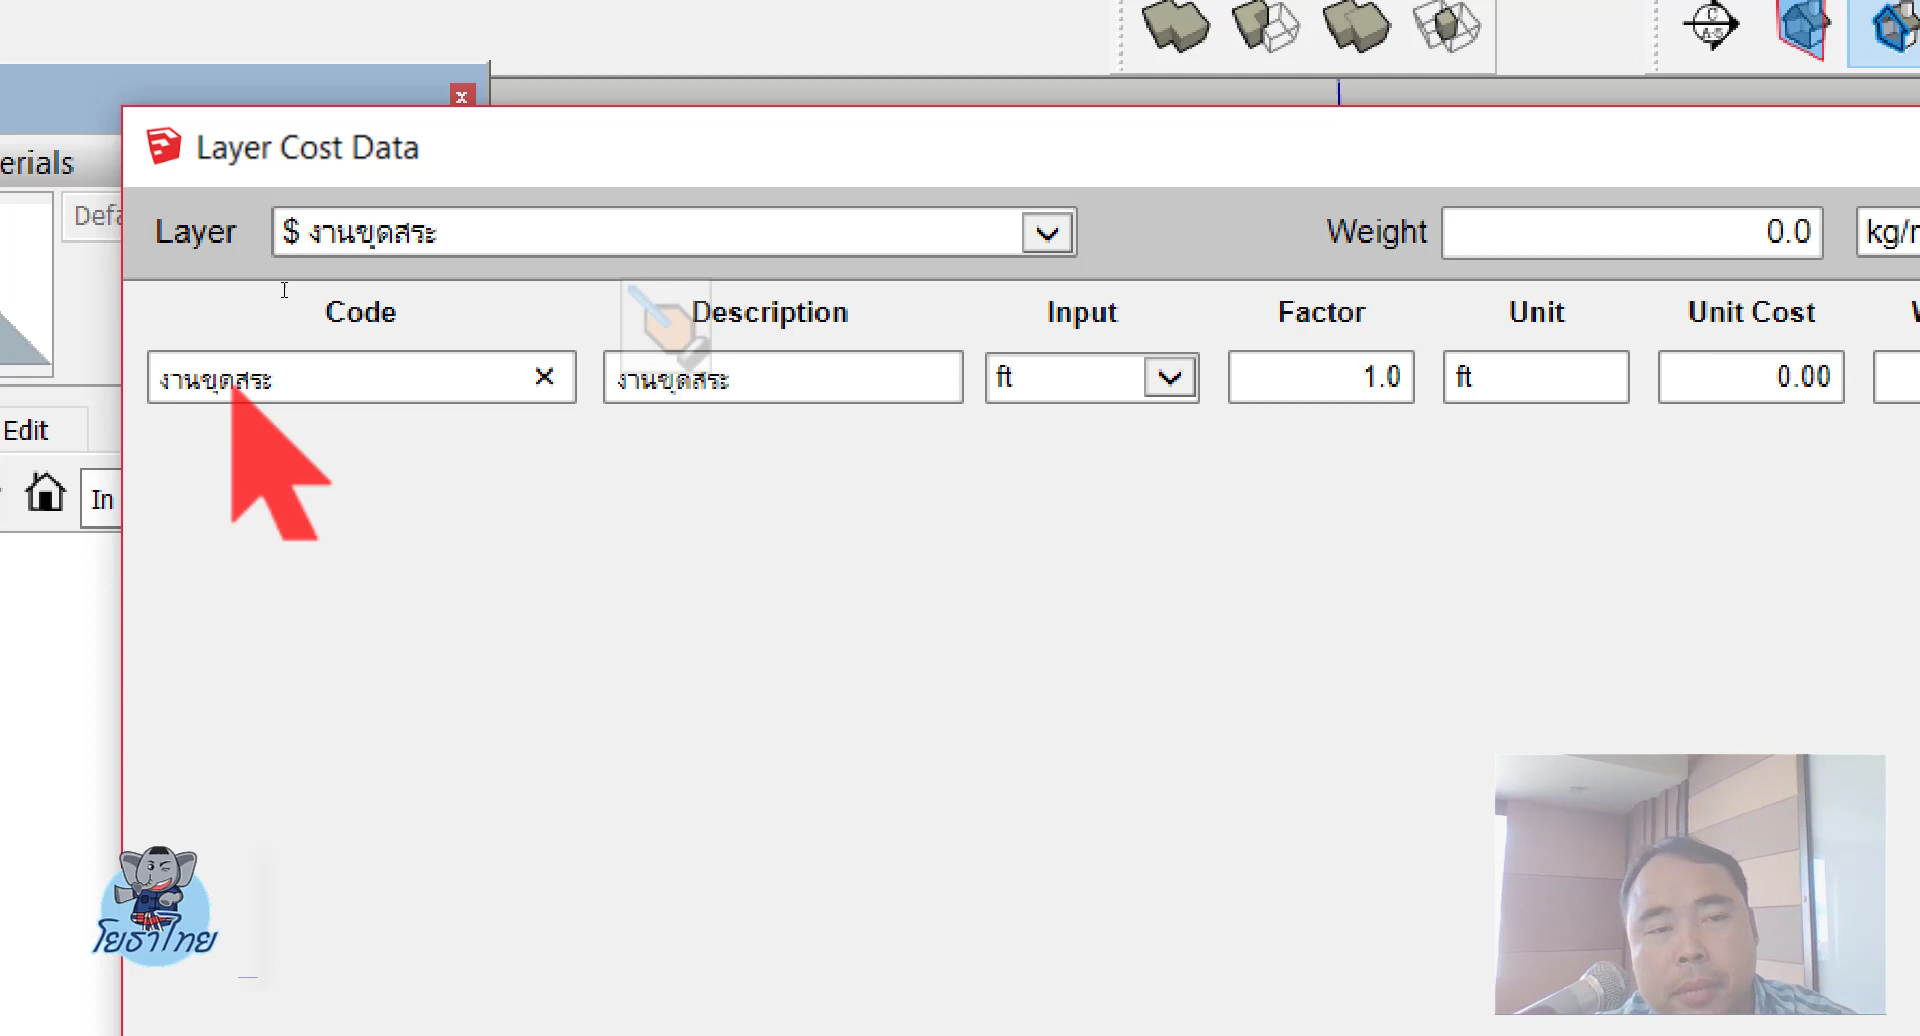 C
A-S
x
erials
Layer Cost Data
Defa
Layer
$ งานขุดสระ
Weight
0.0
kg/m
Code
Description
Input
Factor
Unit
Unit Cost
งานขุดสระ
งานขุดสระ
ft
1.0
ft
0.00
Edit
In
โยธาไทย